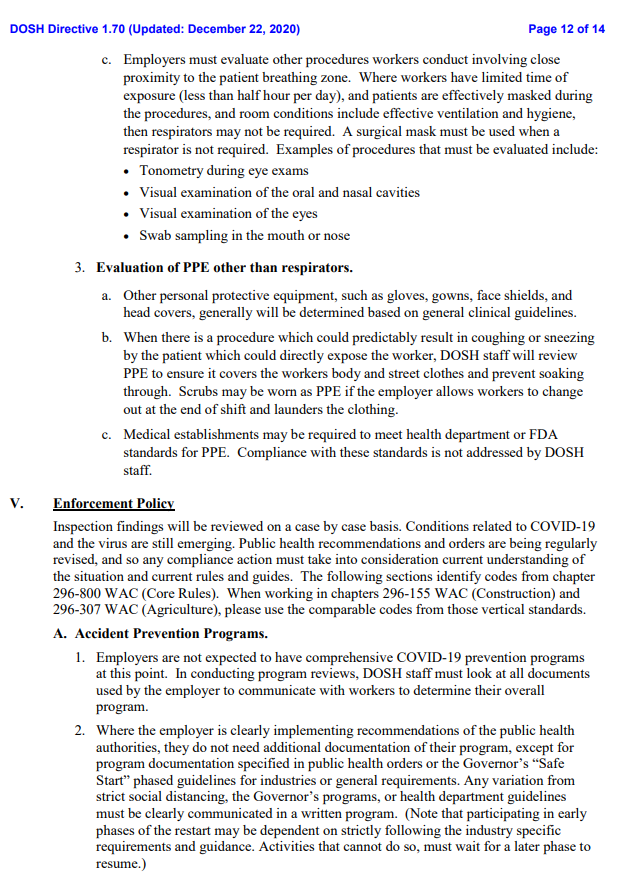 DOSH Directive 1.70 (Updated: December 22, 2020) Page 12 of 14
c. Employers must evaluate other procedures workers conduct involving close
proximity to the patient breathing zone. Where workers have limited time of
exposure (less than half hour per day), and patients are effectively masked during
the procedures, and room conditions include effective ventilation and hygiene,
then respirators may not be required. A surgical mask must be used when a
respirator is not required. Examples of procedures that must be evaluated include:
• Tonometry during eye exams
• Visual examination of the oral and nasal cavities
• Visual examination of the eyes
• Swab sampling in the mouth or nose
3. Evaluation of PPE other than respirators.
a. Other personal protective equipment, such as gloves, gowns, face shields, and
head covers, generally will be determined based on general clinical guidelines.
b. When there is a procedure which could predictably result in coughing or sneezing
by the patient which could directly expose the worker, DOSH staff will review
PPE to ensure it covers the workers body and street clothes and prevent soaking
through. Scrubs may be worn as PPE if the employer allows workers to change
out at the end of shift and launders the clothing.
c. Medical establishments may be required to meet health department or FDA
standards for PPE. Compliance with these standards is not addressed by DOSH
staff.
V. Enforcement Policy
Inspection findings will be reviewed on a case by case basis. Conditions related to COVID-19
and the virus are still emerging. Public health recommendations and orders are being regularly
revised, and so any compliance action must take into consideration current understanding of
the situation and current rules and guides. The following sections identify codes from chapter
296-800 WAC (Core Rules). When working in chapters 296-155 WAC (Construction) and
296-307 WAC (Agriculture), please use the comparable codes from those vertical standards.
A. Accident Prevention Programs.
1. Employers are not expected to have comprehensive COVID-19 prevention programs
at this point. In conducting program reviews, DOSH staff must look at all documents
used by the employer to communicate with workers to determine their overall
program.
2. Where the employer is clearly implementing recommendations of the public health
authorities, they do not need additional documentation of their program, except for
program documentation specified in public health orders or the Governor's “Safe
Start” phased guidelines for industries or general requirements. Any variation from
strict social distancing, the Governor's programs, or health department guidelines
must be clearly communicated in a written program. (Note that participating in early
phases of the restart may be dependent on strictly following the industry specific
requirements and guidance. Activities that cannot do so, must wait for a later phase to
resume.)